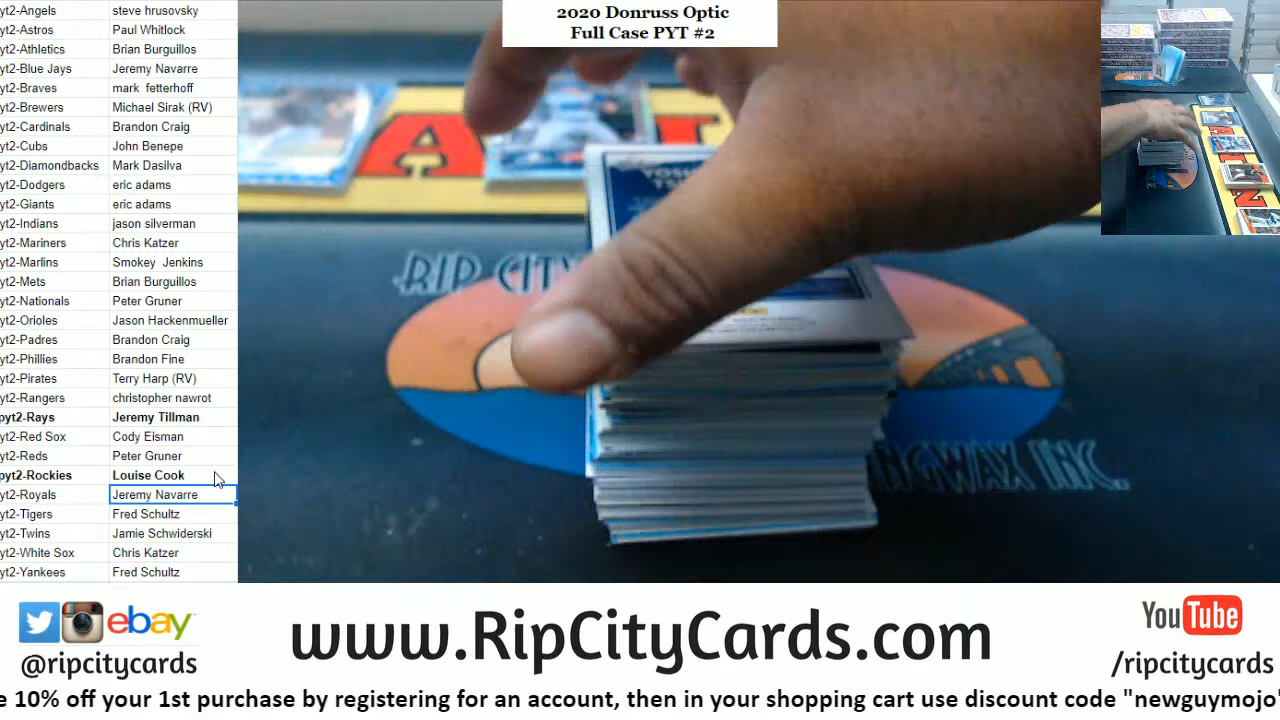 2020 Donruss Optic
Full Case PYT #2
yt2-Angels steve hrusovsky
yt2-Astros Paul Whitlock
yt2-Athletics Brian Burguillos
yt2-Blue Jays Jeremy Navarre
yt2-Braves mark fetterhoff
yt2-Brewers Michael Sirak (RV)
yt2-Cardinals Brandon Craig
yt2-Cubs John Benepe
yt2-Diamondbacks Mark Dasilva
yt2-Dodgers eric adams
yt2-Giants eric adams
yt2-Indians jason silverman
yt2-Mariners Chris Katzer
yt2-Marlins Smokey Jenkins
yt2-Mets Brian Burguillos
yt2-Nationals Peter Gruner
yt2-Orioles Jason Hackenmueller
yt2-Padres Brandon Craig
yt2-Phillies Brandon Fine
yt2-Pirates Terry Harp (RV)
yt2-Rangers christopher nawrot
pyt2-Rays Jeremy Tillman
yt2-Red Sox Cody Elsman
yt2-Reds Peter Gruner
pyt2-Rockies Louise Cook
yt2-Royals Jeremy Navarre
yt2-Tigers Fred Schultz
yt2-Twins Jamie Schwiderski
yt2-White Sox Chris Katzer
yt2-Yankees Fred Schultz
A
RIP CITY
INC.
ebay
@ripcitycards
www.RipCityCards.com
YouTube
/ripcitycards
e 10% off your 1st purchase by registering for an account, then in your shopping cart use discount code "newguymojo"